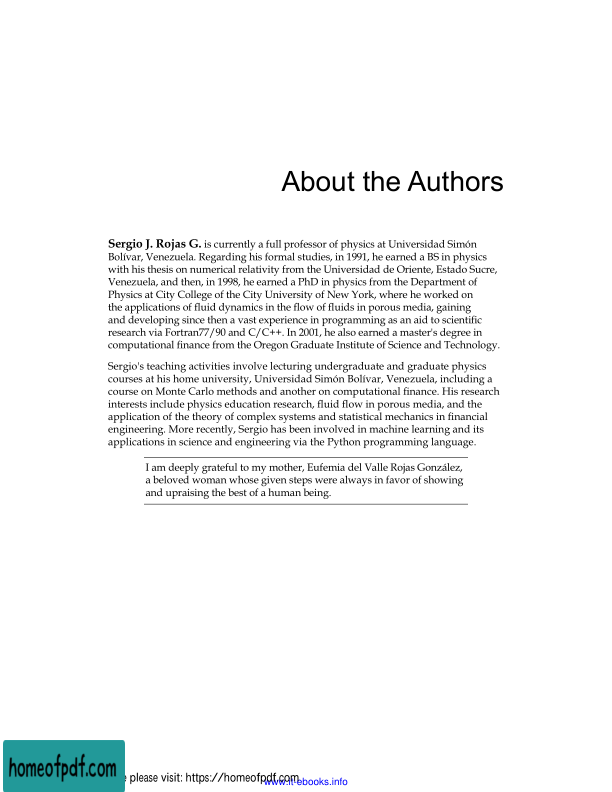 About the Authors
Sergio J. Rojas G. is currently a full professor of physics at Universidad Simón
Bolívar, Venezuela. Regarding his formal studies, in 1991, he earned a BS in physics
with his thesis on numerical relativity from the Universidad de Oriente, Estado Sucre,
Venezuela, and then, in 1998, he earned a PhD in physics from the Department of
Physics at City College of the City University of New York, where he worked on
the applications of fluid dynamics in the flow of fluids in porous media, gaining
and developing since then a vast experience in programming as an aid to scientific
research via Fortran77/90 and C/C++. In 2001, he also earned a master's degree in
computational finance from the Oregon Graduate Institute of Science and Technology.
Sergio's teaching activities involve lecturing undergraduate and graduate physics
courses at his home university, Universidad Simón Bolívar, Venezuela, including a
course on Monte Carlo methods and another on computational finance. His research
interests include physics education research, fluid flow in porous media, and the
application of the theory of complex systems and statistical mechanics in financial
engineering. More recently, Sergio has been involved in machine learning and its
applications in science and engineering via the Python programming language.
I am deeply grateful to my mother, Eufemia del Valle Rojas González,
a beloved woman whose given steps were always in favor of showing
and upraising the best of a human being.
homeofpdf.com
please visit: https://homeofpdf.com
www.it-ebooks.info